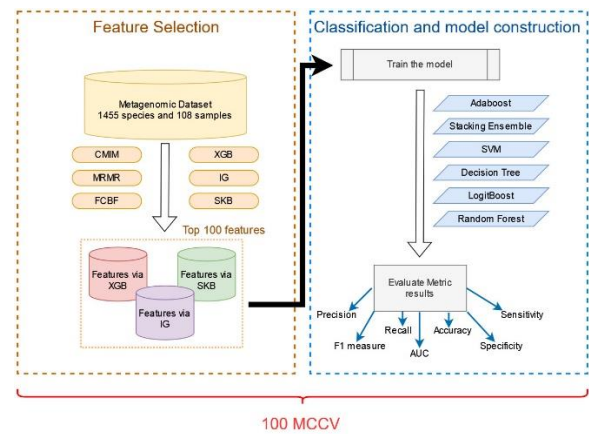 Feature Selection
Metagenomic Dataset
1455 species and 108 samples
CMIM
XGB
MRMR
IG
FCBF
SKB
Top 100 features
Features via
XGB
Features via
SKB
Features via
IG
Classification and model construction
Train the model
Adaboost
Stacking Ensemble
SVM
Decision Tree
LogitBoost
Random Forest
Evaluate Metric
results
Precision
Sensitivity
Recall
Accuracy
F1 measure
Specificity
AUC
100 MCCV